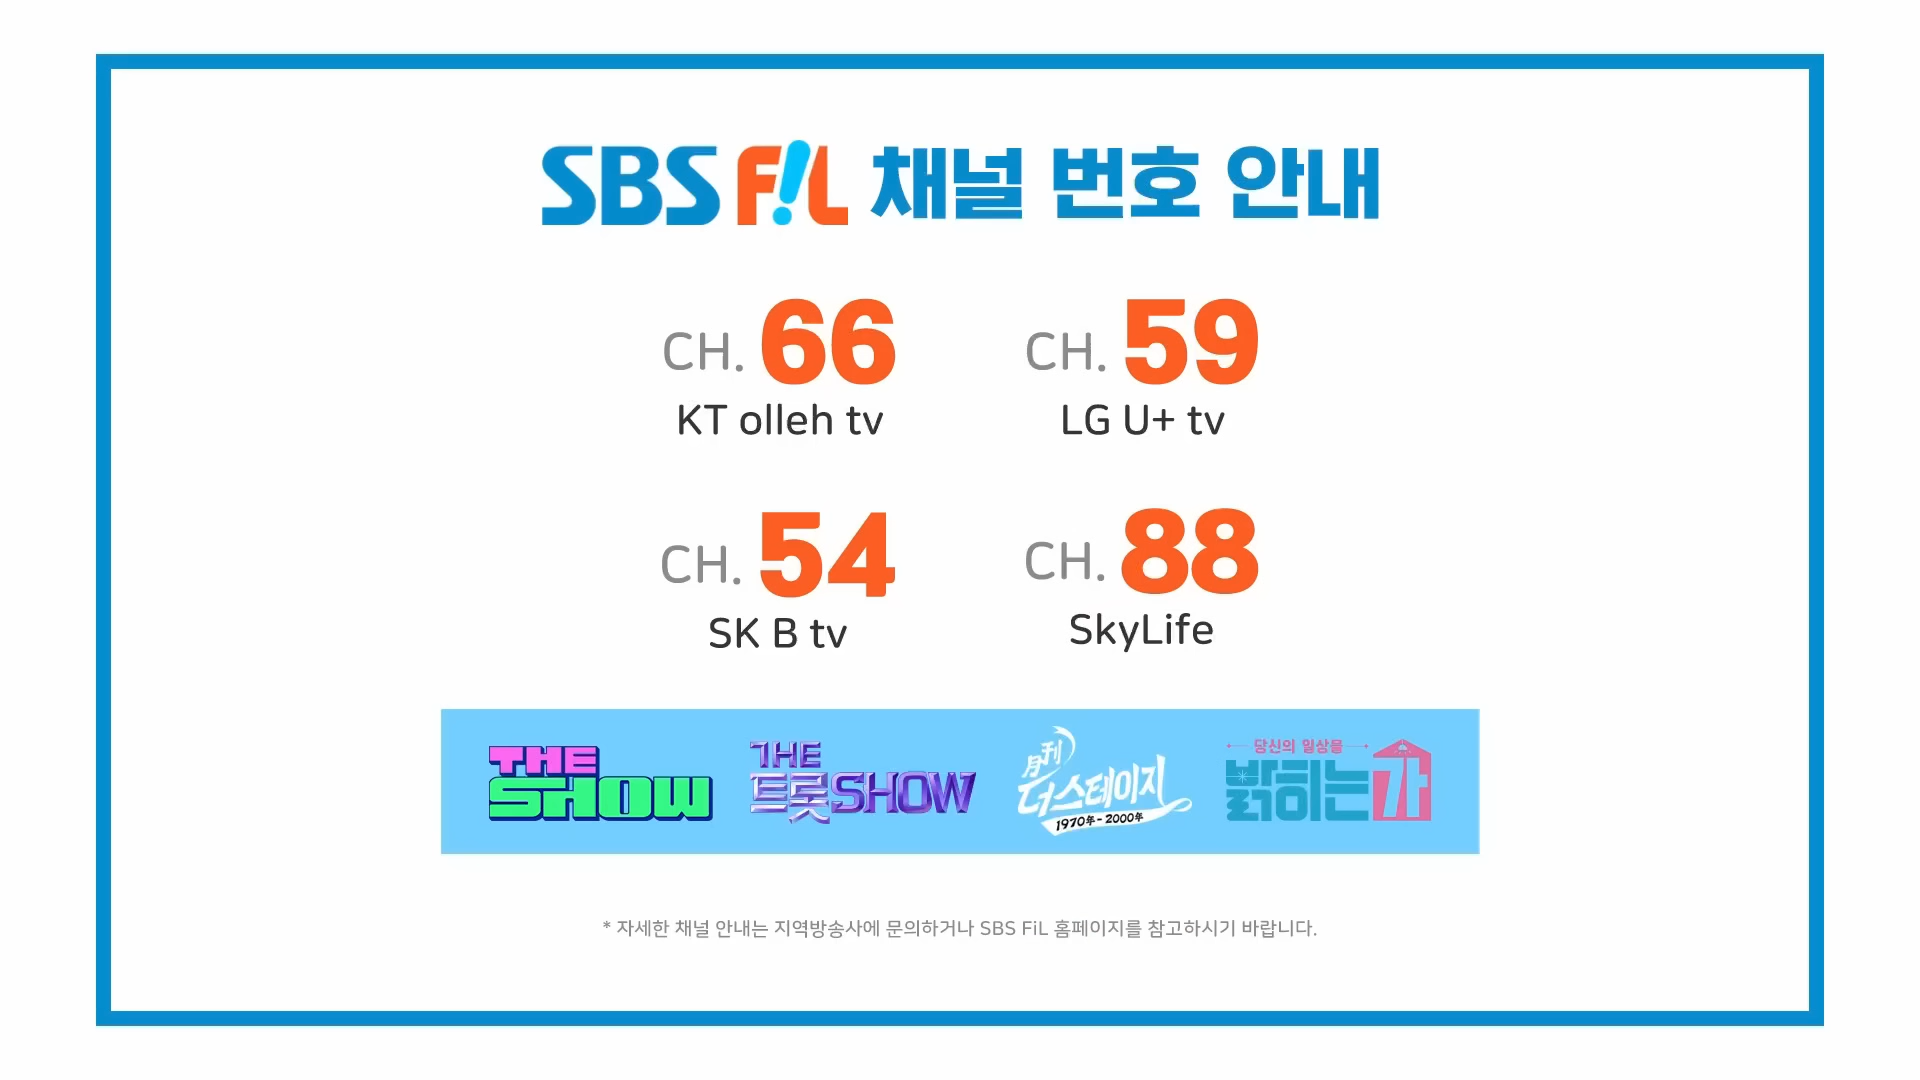 SBS F!L 채널 번호 안내
CH. 66
KT olleh tv
CH. 59
LG U+ tv
CH. 54
SK B tv
CH. 88
SkyLife
THE
SHOW
THE
트롯SHOW
月刊
더스테이지
1970年-2000年
당신의 일상을
밝히는가
* 자세한 채널 안내는 지역방송사에 문의하거나 SBS FiL 홈페이지를 참고하시기 바랍니다.